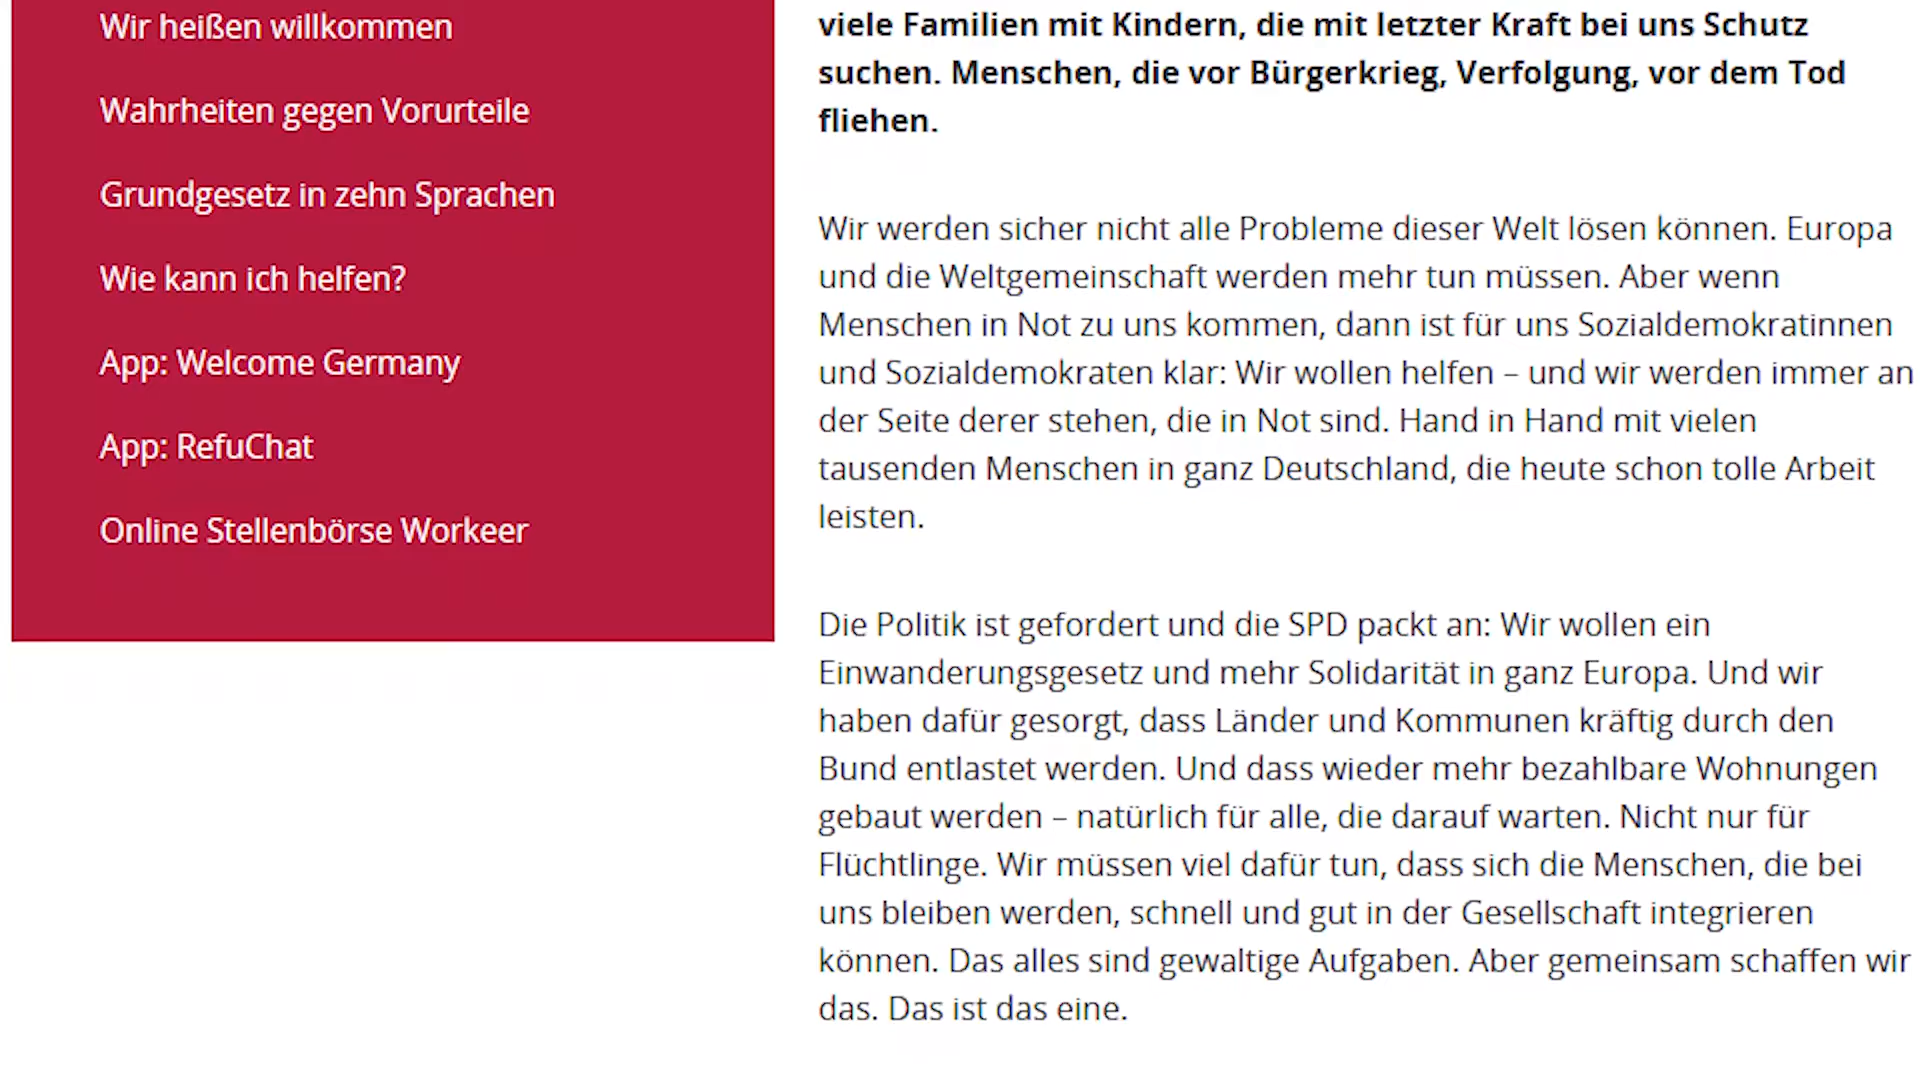 Wir heißen willkommen
Wahrheiten gegen Vorurteile
Grundgesetz in zehn Sprachen
Wie kann ich helfen?
App: Welcome Germany
App: RefuChat
Online Stellenbörse Workeer
viele Familien mit Kindern, die mit letzter Kraft bei uns Schutz
suchen. Menschen, die vor Bürgerkrieg, Verfolgung, vor dem Tod
fliehen.
Wir werden sicher nicht alle Probleme dieser Welt lösen können. Europa
und die Weltgemeinschaft werden mehr tun müssen. Aber wenn
Menschen in Not zu uns kommen, dann ist für uns Sozialdemokratinnen
und Sozialdemokraten klar: Wir wollen helfen – und wir werden immer an
der Seite derer stehen, die in Not sind. Hand in Hand mit vielen
tausenden Menschen in ganz Deutschland, die heute schon tolle Arbeit
leisten.
Die Politik ist gefordert und die SPD packt an: Wir wollen ein
Einwanderungsgesetz und mehr Solidarität in ganz Europa. Und wir
haben dafür gesorgt, dass Länder und Kommunen kräftig durch den
Bund entlastet werden. Und dass wieder mehr bezahlbare Wohnungen
gebaut werden – natürlich für alle, die darauf warten. Nicht nur für
Flüchtlinge. Wir müssen viel dafür tun, dass sich die Menschen, die bei
uns bleiben werden, schnell und gut in der Gesellschaft integrieren
können. Das alles sind gewaltige Aufgaben. Aber gemeinsam schaffen wir
das. Das ist das eine.